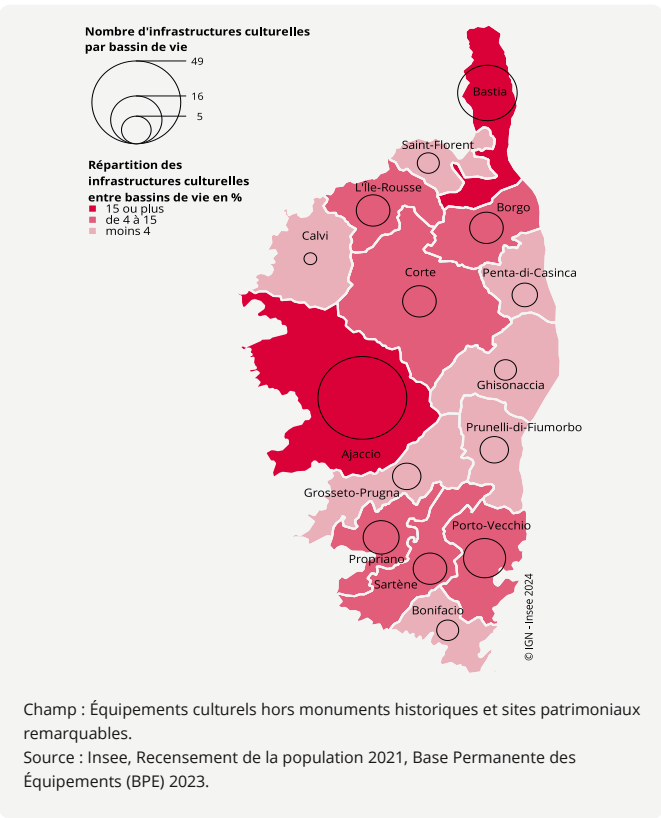 Nombre d'infrastructures culturelles
par bassin de vie
49
16
5
Répartition des
infrastructures culturelles
entre bassins de vie en %
15 ou plus
de 4 à 15
moins 4
Bastia
Saint-Florent
L'Île-Rousse
Borgo
Calvi
Corte
Penta-di-Casinca
Ghisonaccia
Prunelli-di-Fiumorbo
Ajaccio
Grosseto-Prugna
Porto-Vecchio
Propriano
Sartène
Bonifacio
© IGN - Insee 2024
Champ : Équipements culturels hors monuments historiques et sites patrimoniaux
remarquables.
Source : Insee, Recensement de la population 2021, Base Permanente des
Équipements (BPE) 2023.